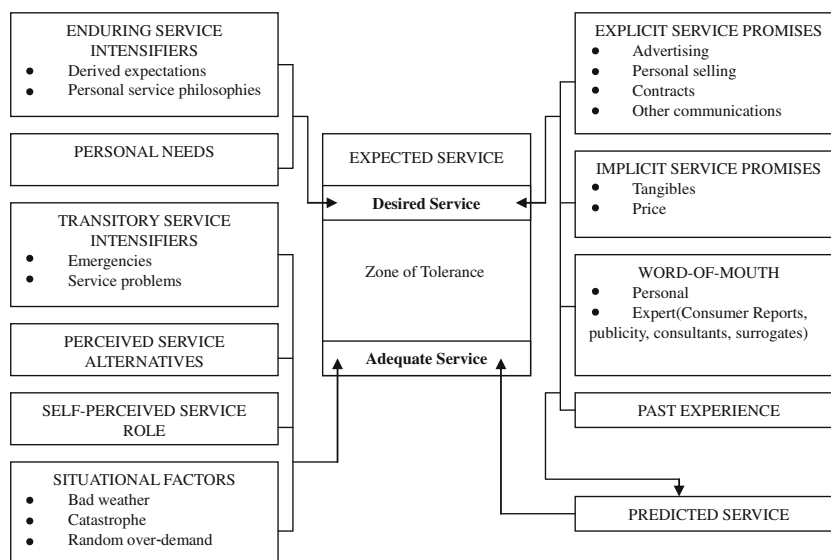 ENDURING SERVICE
INTENSIFIERS
● Derived expectations
● Personal service philosophies
PERSONAL NEEDS
TRANSITORY SERVICE
INTENSIFIERS
● Emergencies
● Service problems
PERCEIVED SERVICE
ALTERNATIVES
SELF-PERCEIVED SERVICE
ROLE
SITUATIONAL FACTORS
● Bad weather
● Catastrophe
● Random over-demand
EXPECTED SERVICE
Desired Service
Zone of Tolerance
Adequate Service
EXPLICIT SERVICE PROMISES
● Advertising
● Personal selling
● Contracts
● Other communications
IMPLICIT SERVICE PROMISES
● Tangibles
● Price
WORD-OF-MOUTH
● Personal
● Expert(Consumer Reports,
publicity, consultants, surrogates)
PAST EXPERIENCE
PREDICTED SERVICE